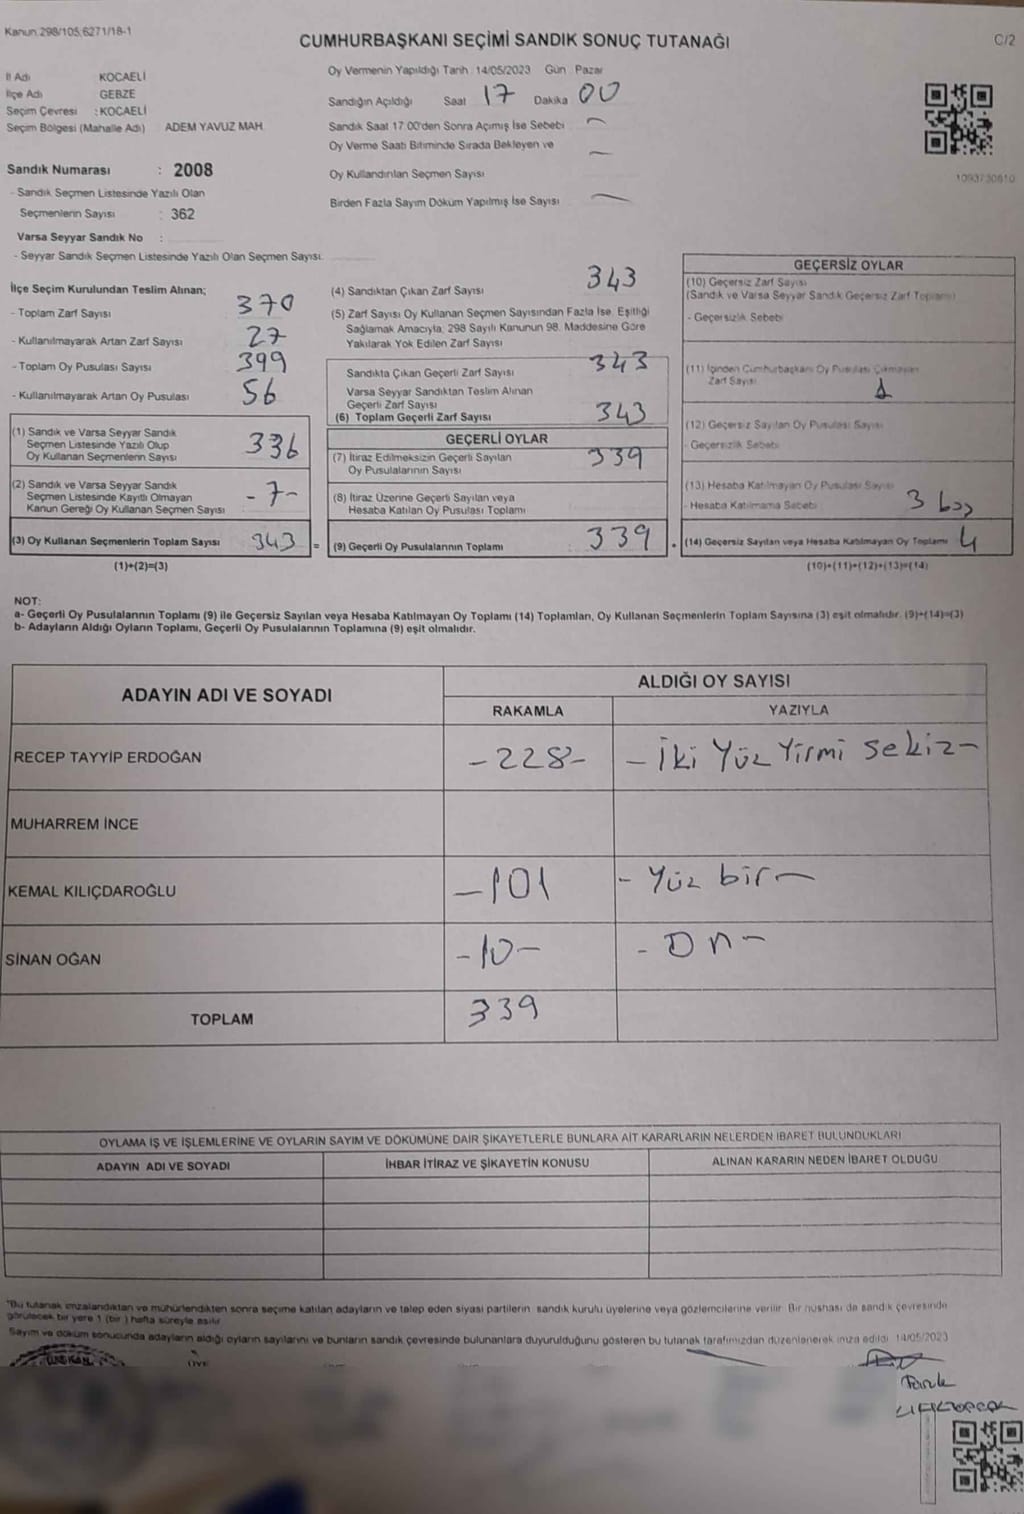 Kanun.298/105.6271/18-1
CUMHURBAŞKANI SEÇİMİ SANDIK SONUÇ TUTANAĞI
C/2
İl Adı KOCAELİ
İlçe Adı GEBZE
Seçim Çevresi : KOCAELİ
Seçim Bölgesi (Mahalle Adı) ADEM YAVUZ MAH.
Sandık Numarası : 2008
- Sandık Seçmen Listesinde Yazılı Olan
Seçmenlerin Sayısı : 362
Varsa Seyyar Sandık No :
- Seyyar Sandık Seçmen Listesinde Yazılı Olan Seçmen Sayısı:
Oy Vermenin Yapıldığı Tarih : 14/05/2023 Gün : Pazar
Sandığın Açıldığı Saat 17 Dakika 00
Sandık Saat 17.00'den Sonra Açılmış İse Sebebi —
Oy Verme Saati Bitiminde Sırada Bekleyen ve —
Oy Kullandırılan Seçmen Sayısı
Birden Fazla Sayım Döküm Yapılmış İse Sayısı —
1093730810
İlçe Seçim Kurulundan Teslim Alınan;
- Toplam Zarf Sayısı 370
- Kullanılmayarak Artan Zarf Sayısı 27
- Toplam Oy Pusulası Sayısı 399
- Kullanılmayarak Artan Oy Pusulası 56
(1) Sandık ve Varsa Seyyar Sandık
Seçmen Listesinde Yazılı Olup
Oy Kullanan Seçmenlerin Sayısı 336
(2) Sandık ve Varsa Seyyar Sandık
Seçmen Listesinde Kayıtlı Olmayan
Kanun Gereği Oy Kullanan Seçmen Sayısı -7-
(3) Oy Kullanan Seçmenlerin Toplam Sayısı 343 =
(1)+(2)=(3)
(4) Sandıktan Çıkan Zarf Sayısı 343
(5) Zarf Sayısı Oy Kullanan Seçmen Sayısından Fazla İse, Eşitliği
Sağlamak Amacıyla; 298 Sayılı Kanunun 98. Maddesine Göre
Yakılarak Yok Edilen Zarf Sayısı
Sandıkta Çıkan Geçerli Zarf Sayısı 343
Varsa Seyyar Sandıktan Teslim Alınan
Geçerli Zarf Sayısı
(6) Toplam Geçerli Zarf Sayısı 343
GEÇERLİ OYLAR
(7) İtiraz Edilmeksizin Geçerli Sayılan
Oy Pusulalarının Sayısı 339
(8) İtiraz Üzerine Geçerli Sayılan veya
Hesaba Katılan Oy Pusulası Toplamı
(9) Geçerli Oy Pusulalarının Toplamı 339
GEÇERSİZ OYLAR
(10) Geçersiz Zarf Sayısı
(Sandık ve Varsa Seyyar Sandık Geçersiz Zarf Toplamı)
- Geçersizlik Sebebi
(11) İçinden Cumhurbaşkanı Oy Pusulası Çıkmayan
Zarf Sayısı 1
(12) Geçersiz Sayılan Oy Pusulası Sayısı
- Geçersizlik Sebebi
(13) Hesaba Katılmayan Oy Pusulası Sayısı
- Hesaba Katılmama Sebebi 3 boş
(14) Geçersiz Sayılan veya Hesaba Katılmayan Oy Toplamı 4
(10)+(11)+(12)+(13)=(14)
NOT:
a- Geçerli Oy Pusulalarının Toplamı (9) ile Geçersiz Sayılan veya Hesaba Katılmayan Oy Toplamı (14) Toplamları, Oy Kullanan Seçmenlerin Toplam Sayısına (3) eşit olmalıdır. (9)+(14)=(3)
b- Adayların Aldığı Oyların Toplamı, Geçerli Oy Pusulalarının Toplamına (9) eşit olmalıdır.
ADAYIN ADI VE SOYADI
ALDIĞI OY SAYISI
RAKAMLA YAZIYLA
RECEP TAYYİP ERDOĞAN -228- - İki Yüz Yirmi Sekiz -
MUHARREM İNCE
KEMAL KILIÇDAROĞLU -101 - Yüz bir -
SİNAN OĞAN -10- - On -
TOPLAM 339
OYLAMA İŞ VE İŞLEMLERİNE VE OYLARIN SAYIM VE DÖKÜMÜNE DAİR ŞİKAYETLERLE BUNLARA AİT KARARLARIN NELERDEN İBARET BULUNDUKLARI
ADAYIN ADI VE SOYADI İHBAR İTİRAZ VE ŞİKAYETİN KONUSU ALINAN KARARIN NEDEN İBARET OLDUĞU
*Bu tutanak imzalandıktan ve mühürlendikten sonra seçime katılan adayların ve talep eden siyasi partilerin sandık kurulu üyelerine veya gözlemcilerine verilir. Bir nüshası da sandık çevresinde
görülecek bir yere 1 (bir) hafta süreyle asılır.
Sayım ve döküm sonucunda adayların aldığı oyların sayılarını ve bunların sandık çevresinde bulunanlara duyurulduğunu gösteren bu tutanak tarafımızdan düzenlenerek imza edildi. 14/05/2023
ÜYE
Faruk